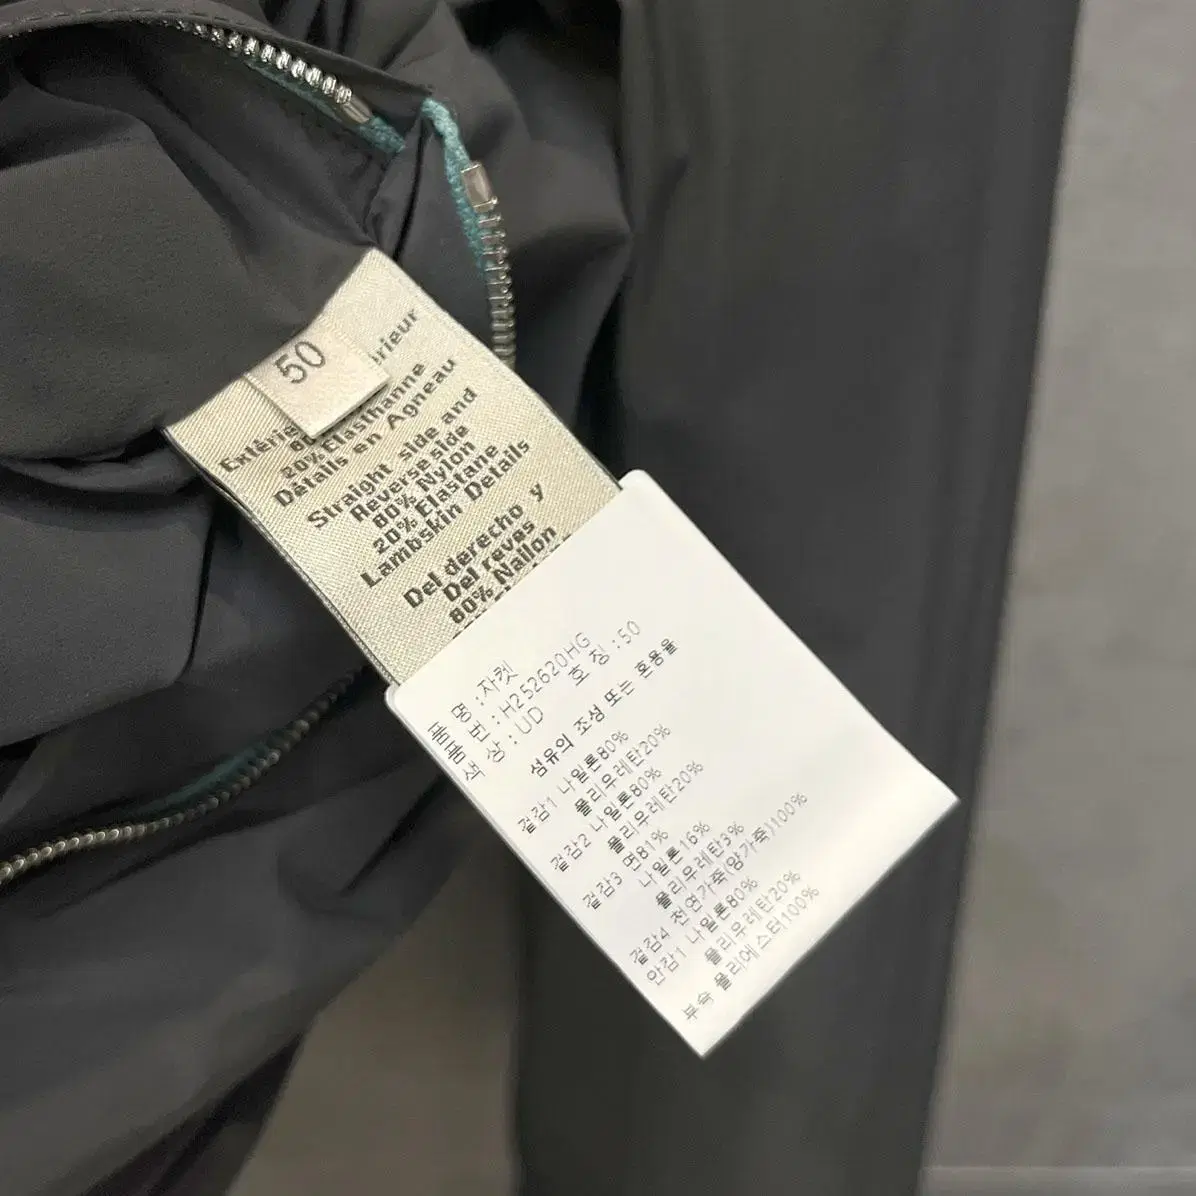 50
érieur
Extérie
20% Elasthanne
Détails en Agneau
Straight side and
Reverse side
80% Nylon
20% Elastane
Lambskin Details
Del derecho y
Del reves
80% Nailon
품 명 : 자켓
품 번 : H252620HG 호 칭 : 50
색 상 : UD
섬유의 조성 또는 혼용율
겉감1 나일론80%
폴리우레탄20%
겉감2 나일론80%
폴리우레탄20%
겉감3 면81%
나일론16%
폴리우레탄3%
겉감4 천연가죽(양가죽)100%
안감1 나일론80%
폴리우레탄20%
부속 폴리에스터100%